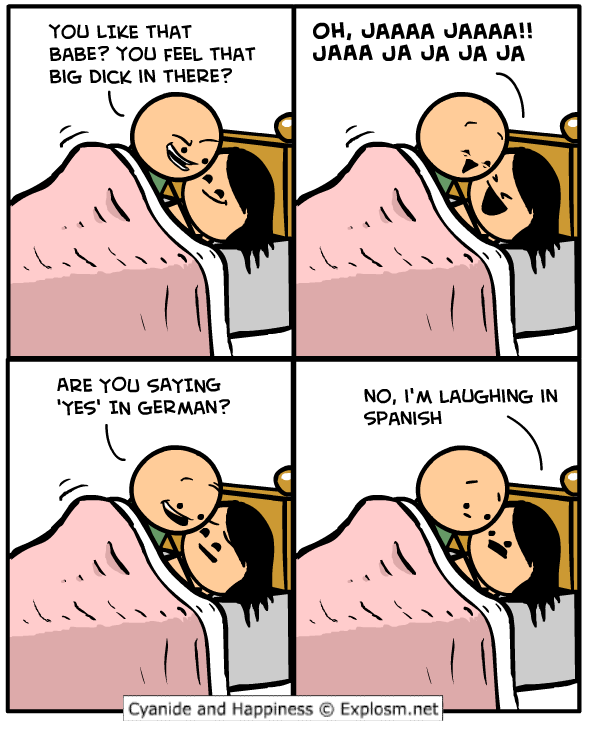 YOU LIKE THAT
BABE? YOU FEEL THAT
BIG DICK IN THERE?
OH, JAAAA JAAAA!!
JAAA JA JA JA JA
ARE YOU SAYING
'YES' IN GERMAN?
NO, I'M LAUGHING IN
SPANISH
Cyanide and Happiness © Explosm.net